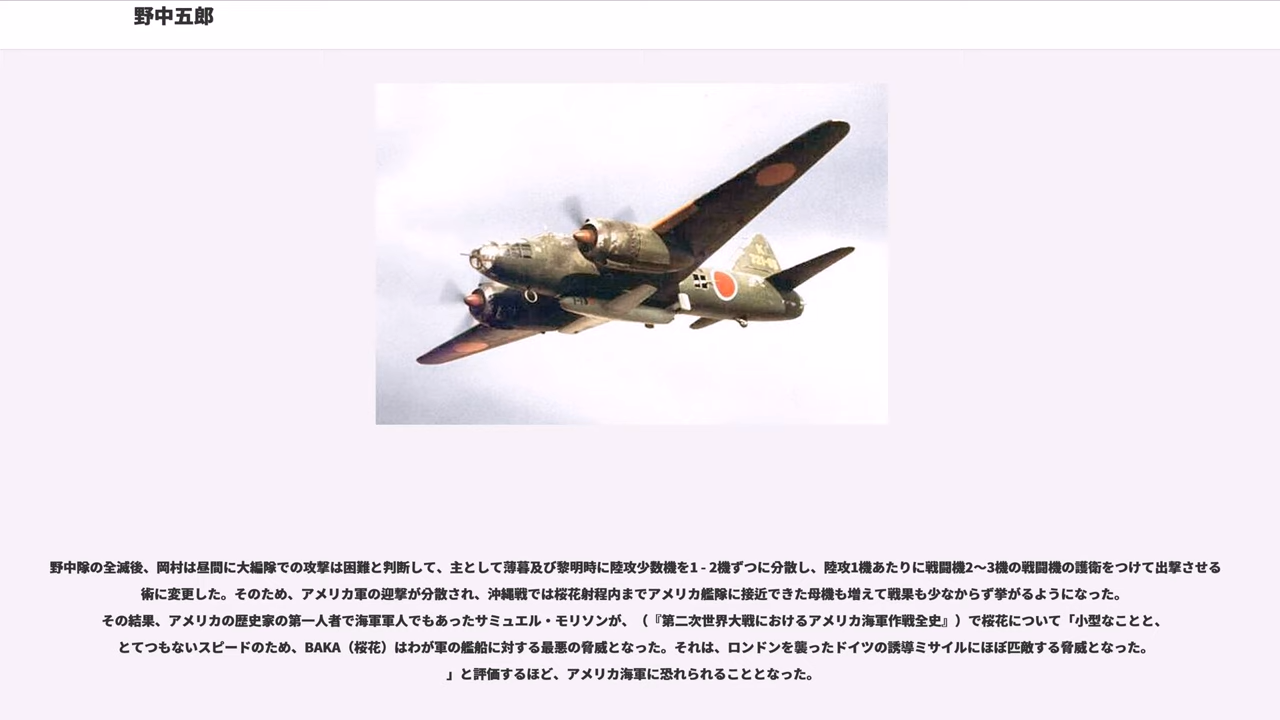 野中五郎
野中隊の全滅後、岡村は昼間に大編隊での攻撃は困難と判断して、主として薄暮及び黎明時に陸攻少数機を1 - 2機ずつに分散し、陸攻1機あたりに戦闘機2〜3機の戦闘機の護衛をつけて出撃させる
術に変更した。そのため、アメリカ軍の迎撃が分散され、沖縄戦では桜花射程内までアメリカ艦隊に接近できた母機も増えて戦果も少なからず挙がるようになった。
その結果、アメリカの歴史家の第一人者で海軍軍人でもあったサミュエル・モリソンが、（『第二次世界大戦におけるアメリカ海軍作戦全史』）で桜花について「小型なことと、
とてつもないスピードのため、BAKA（桜花）はわが軍の艦船に対する最悪の脅威となった。それは、ロンドンを襲ったドイツの誘導ミサイルにほぼ匹敵する脅威となった。
」と評価するほど、アメリカ海軍に恐れられることとなった。